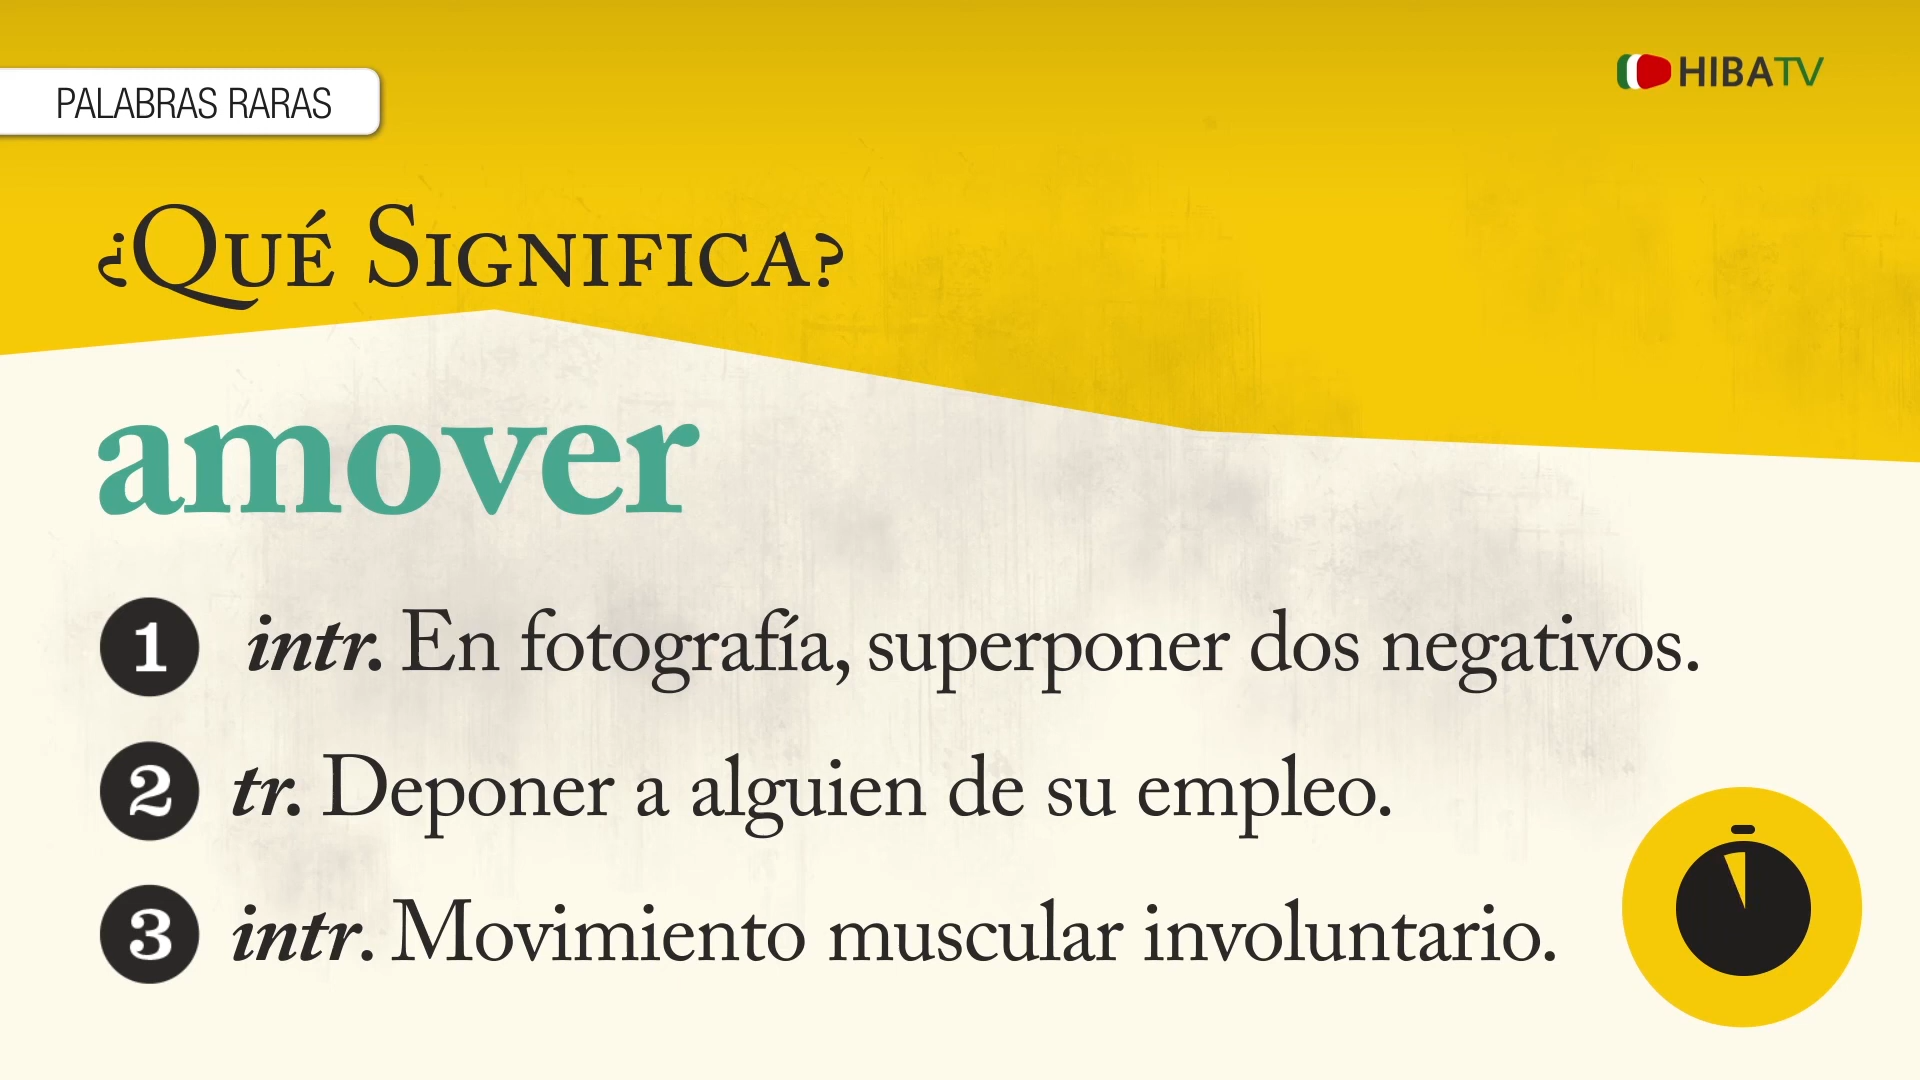 PALABRAS RARAS
HIBATV
¿Qué Significa?
amover
1 intr. En fotografía, superponer dos negativos.
2 tr. Deponer a alguien de su empleo.
3 intr. Movimiento muscular involuntario.